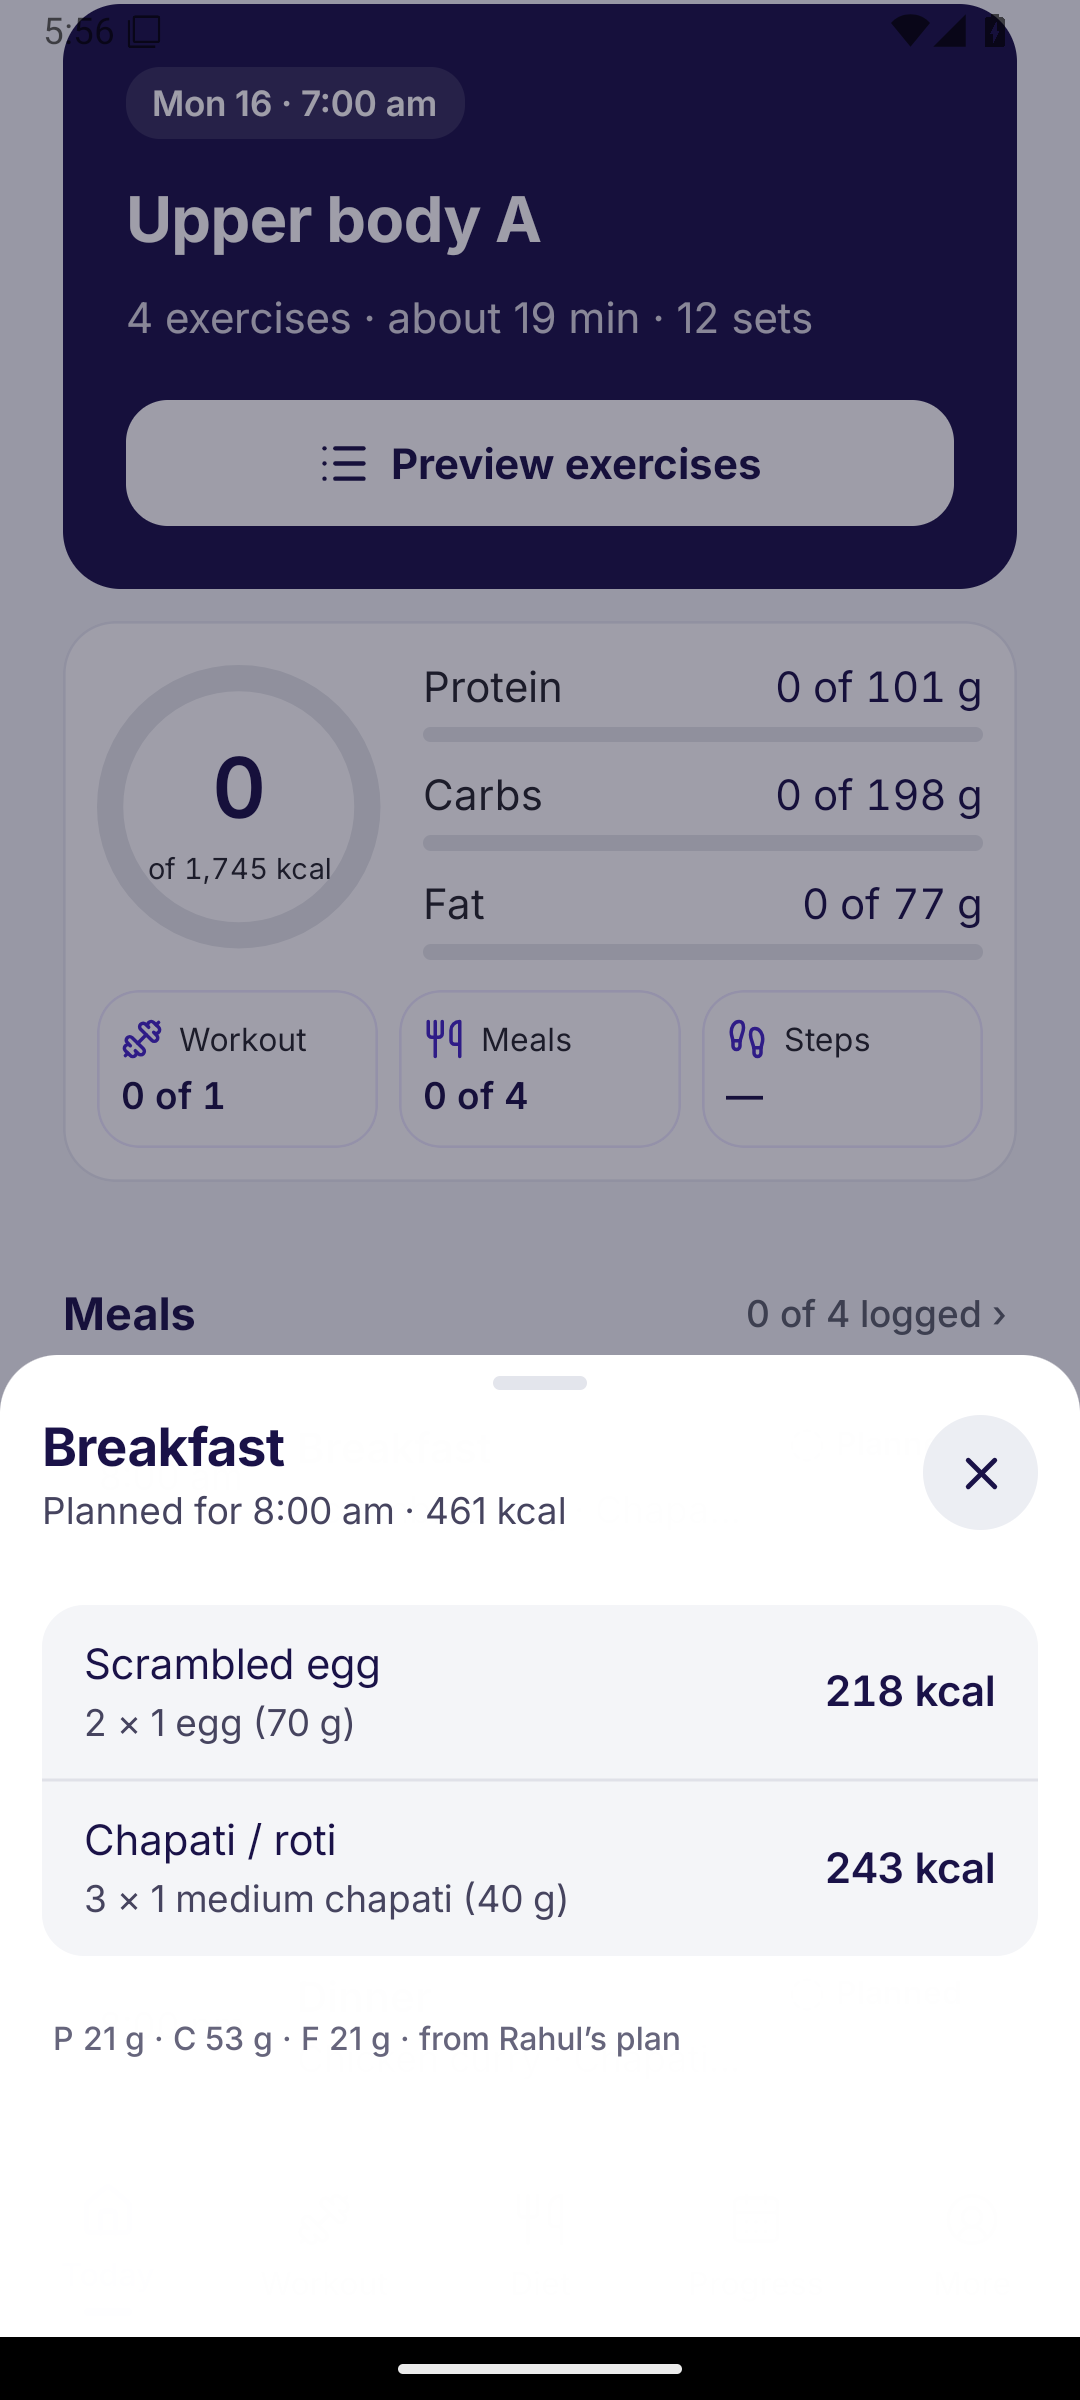 5:56
Mon 16 · 7:00 am
Upper body A
4 exercises · about 19 min · 12 sets
Preview exercises
0
of 1,745 kcal
Protein 0 of 101 g
Carbs 0 of 198 g
Fat 0 of 77 g
Workout
0 of 1
Meals
0 of 4
Steps
—
Meals 0 of 4 logged ›
Breakfast
Planned for 8:00 am · 461 kcal
Scrambled egg
2 × 1 egg (70 g)
218 kcal
Chapati / roti
3 × 1 medium chapati (40 g)
243 kcal
P 21 g · C 53 g · F 21 g · from Rahul’s plan